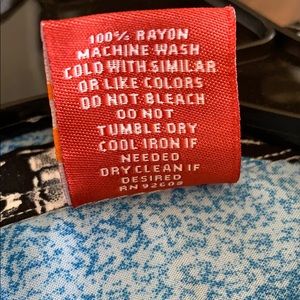 100% RAYON
MACHINE WASH
COLD WITH SIMILAR
OR LIKE COLORS
DO NOT BLEACH
DO NOT
TUMBLE DRY
COOL IRON IF
NEEDED
DRY CLEAN IF
DESIRED
RN 92608